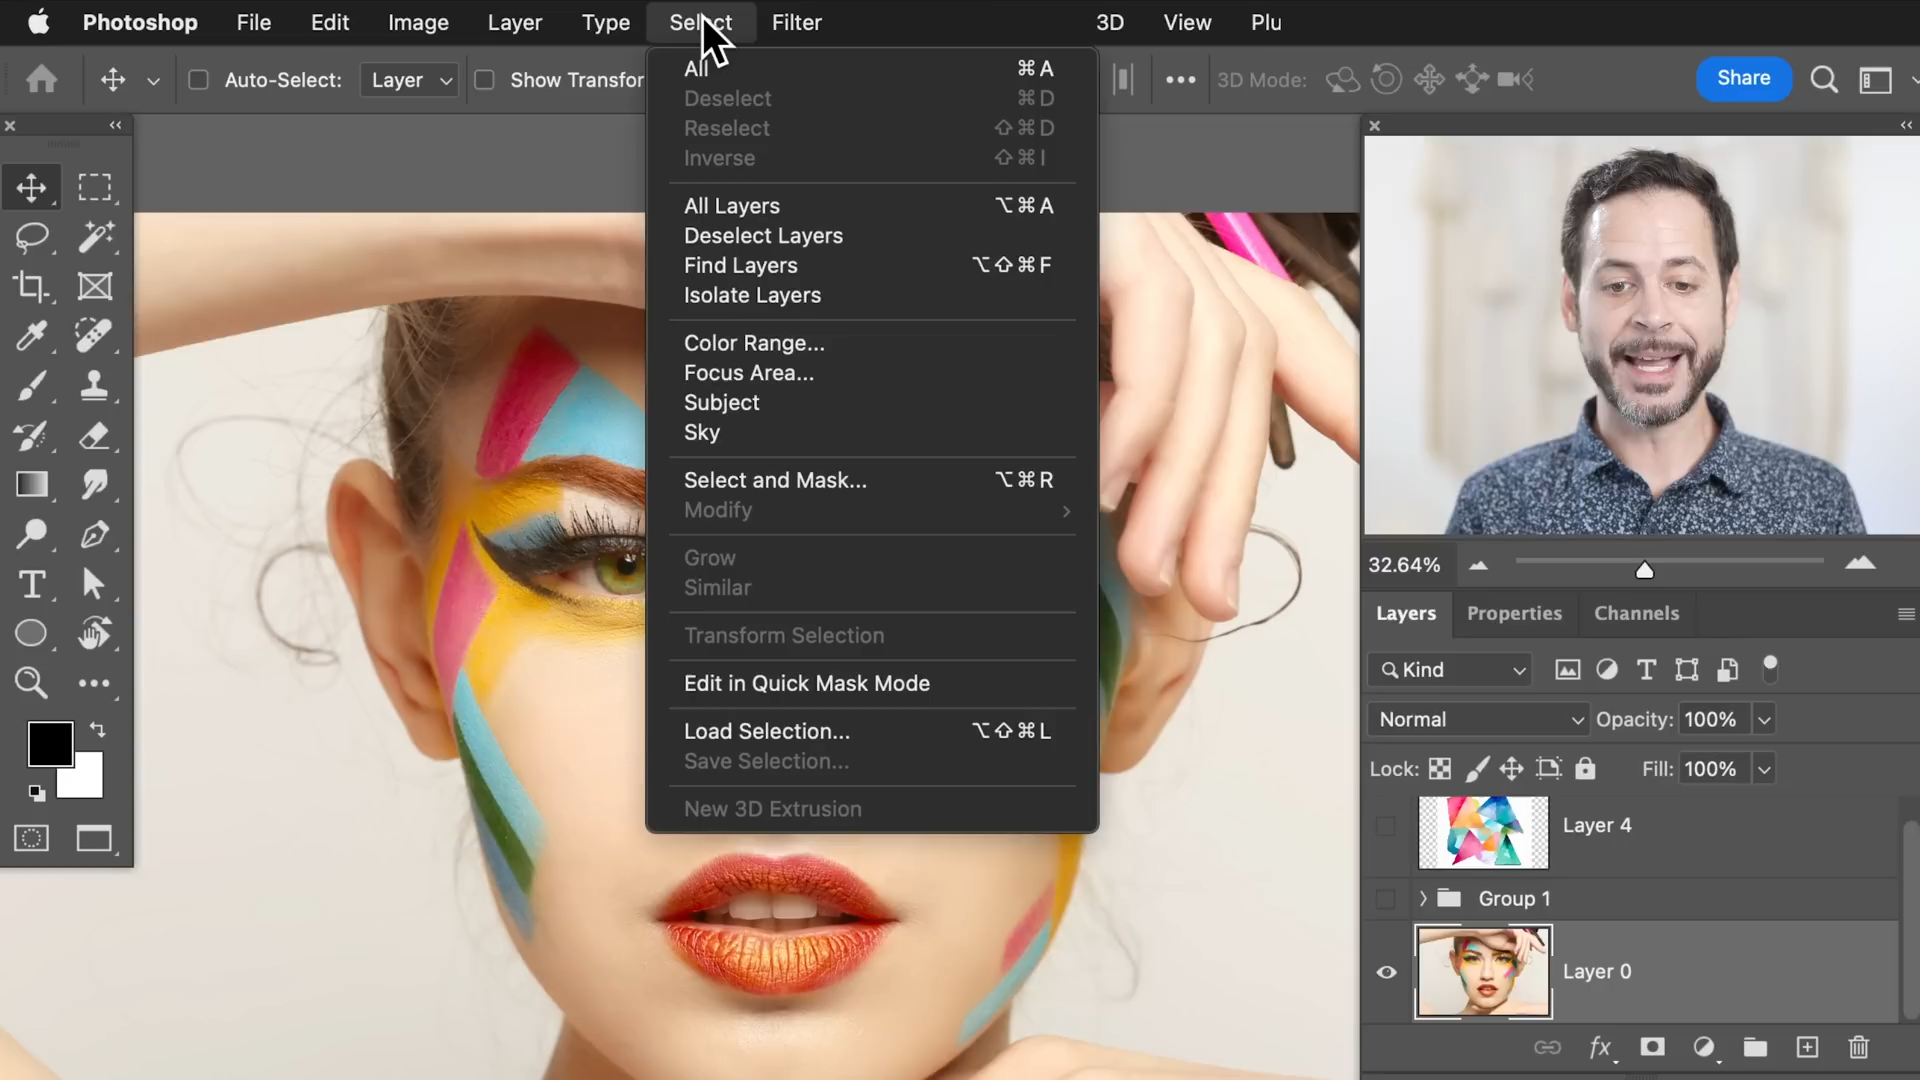 Photoshop File Edit Image Layer Type Select Filter 3D View Plu
Auto-Select: Layer Show Transfor 3D Mode: Share
All ⌘A
Deselect ⌘D
Reselect ⇧⌘D
Inverse ⇧⌘I
All Layers ⌥⌘A
Deselect Layers
Find Layers ⌥⇧⌘F
Isolate Layers
Color Range...
Focus Area...
Subject
Sky
Select and Mask... ⌥⌘R
Modify
Grow
Similar
Transform Selection
Edit in Quick Mask Mode
Load Selection... ⌥⇧⌘L
Save Selection...
New 3D Extrusion
32.64%
Layers Properties Channels
Kind
Normal Opacity: 100%
Lock: Fill: 100%
Layer 4
Group 1
Layer 0
fx